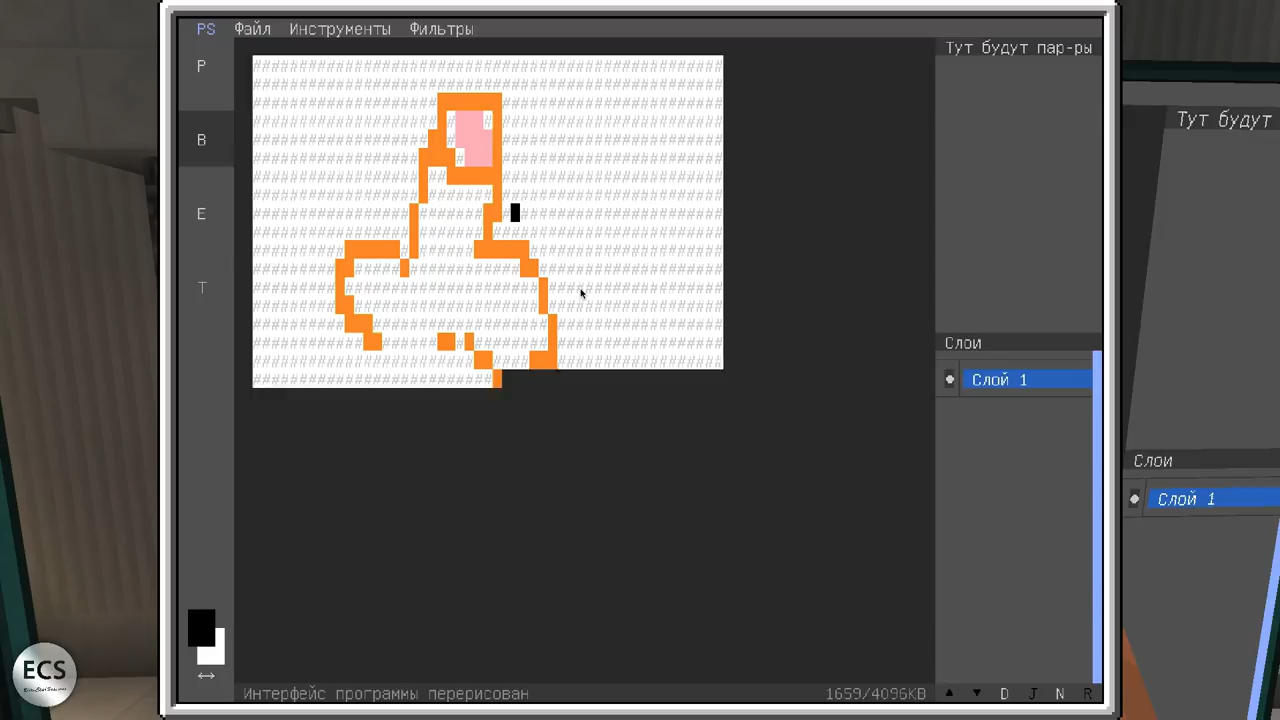 PS Файл Инструменты Фильтры
Тут будут пар-ры
P
B
E
T
Слои
Слой 1
Интерфейс программы перерисован
1659/4096KB
▲ ▼ D J N R
Тут будут
Слои
Слой 1
ECS